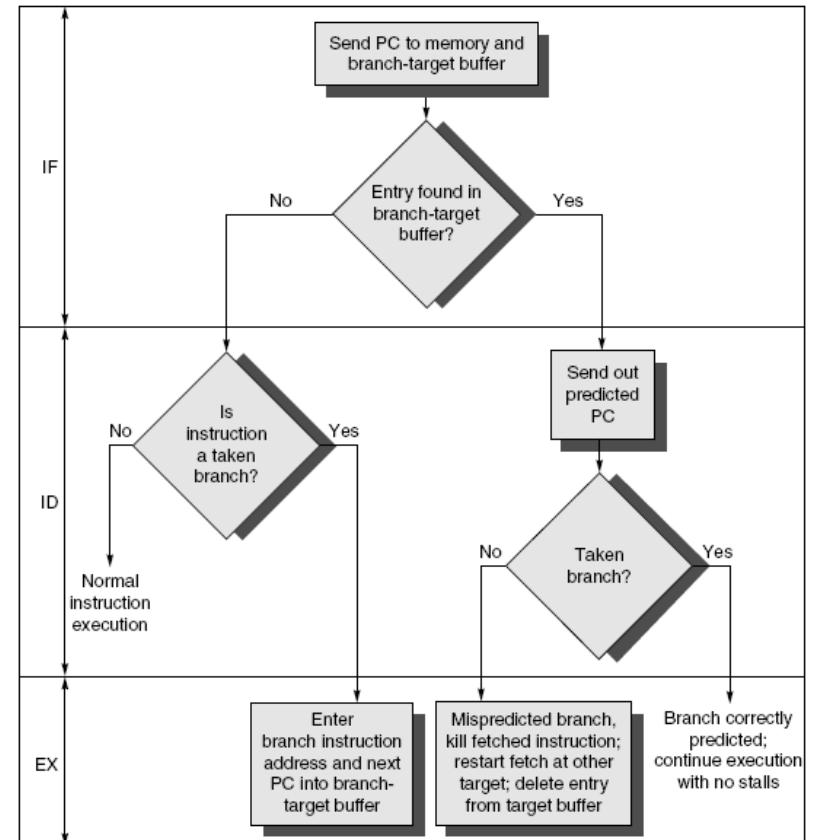 Send PC to memory and
branch-target buffer
IF
Entry found in
branch-target
buffer?
No
Yes
Send out
predicted
PC
Is
instruction
a taken
branch?
No
Yes
ID
Taken
branch?
No
Yes
Normal
instruction
execution
EX
Enter
branch instruction
address and next
PC into branch-
target buffer
Mispredicted branch,
kill fetched instruction;
restart fetch at other
target; delete entry
from target buffer
Branch correctly
predicted;
continue execution
with no stalls